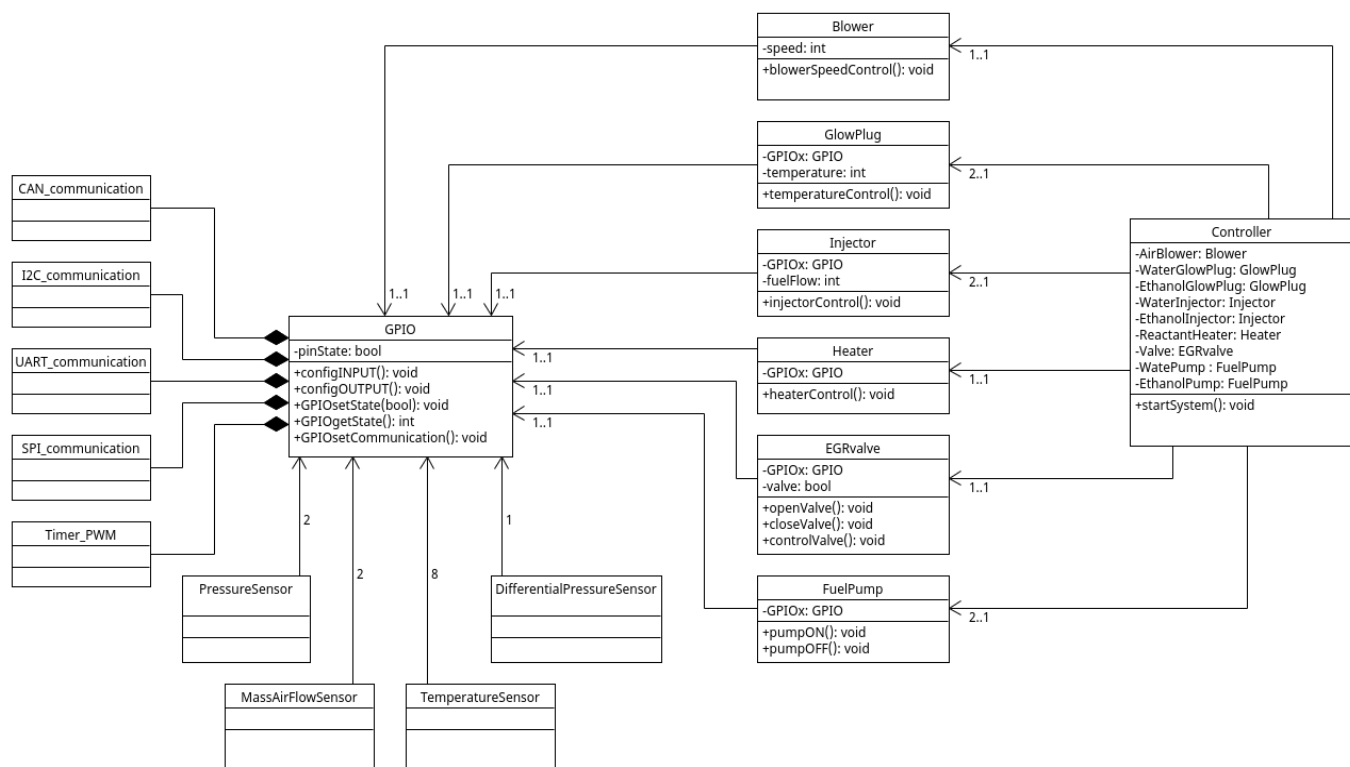 Blower
-speed: int
+blowerSpeedControl(): void
1..1
GlowPlug
-GPIOx: GPIO
-temperature: int
+temperatureControl(): void
2..1
CAN_communication
I2C_communication
UART_communication
SPI_communication
Timer_PWM
Injector
-GPIOx: GPIO
-fuelFlow: int
+injectorControl(): void
2..1
Controller
-AirBlower: Blower
-WaterGlowPlug: GlowPlug
-EthanolGlowPlug: GlowPlug
-WaterInjector: Injector
-EthanolInjector: Injector
-ReactantHeater: Heater
-Valve: EGRvalve
-WatePump : FuelPump
-EthanolPump: FuelPump
+startSystem(): void
1..1
1..1
1..1
GPIO
-pinState: bool
+configINPUT(): void
+configOUTPUT(): void
+GPIOsetState(bool): void
+GPIOgetState(): int
+GPIOsetCommunication(): void
1..1
1..1
1..1
Heater
-GPIOx: GPIO
+heaterControl(): void
1..1
EGRvalve
-GPIOx: GPIO
-valve: bool
+openValve(): void
+closeValve(): void
+controlValve(): void
1..1
FuelPump
-GPIOx: GPIO
+pumpON(): void
+pumpOFF(): void
2..1
2
2
8
1
PressureSensor
DifferentialPressureSensor
MassAirFlowSensor
TemperatureSensor